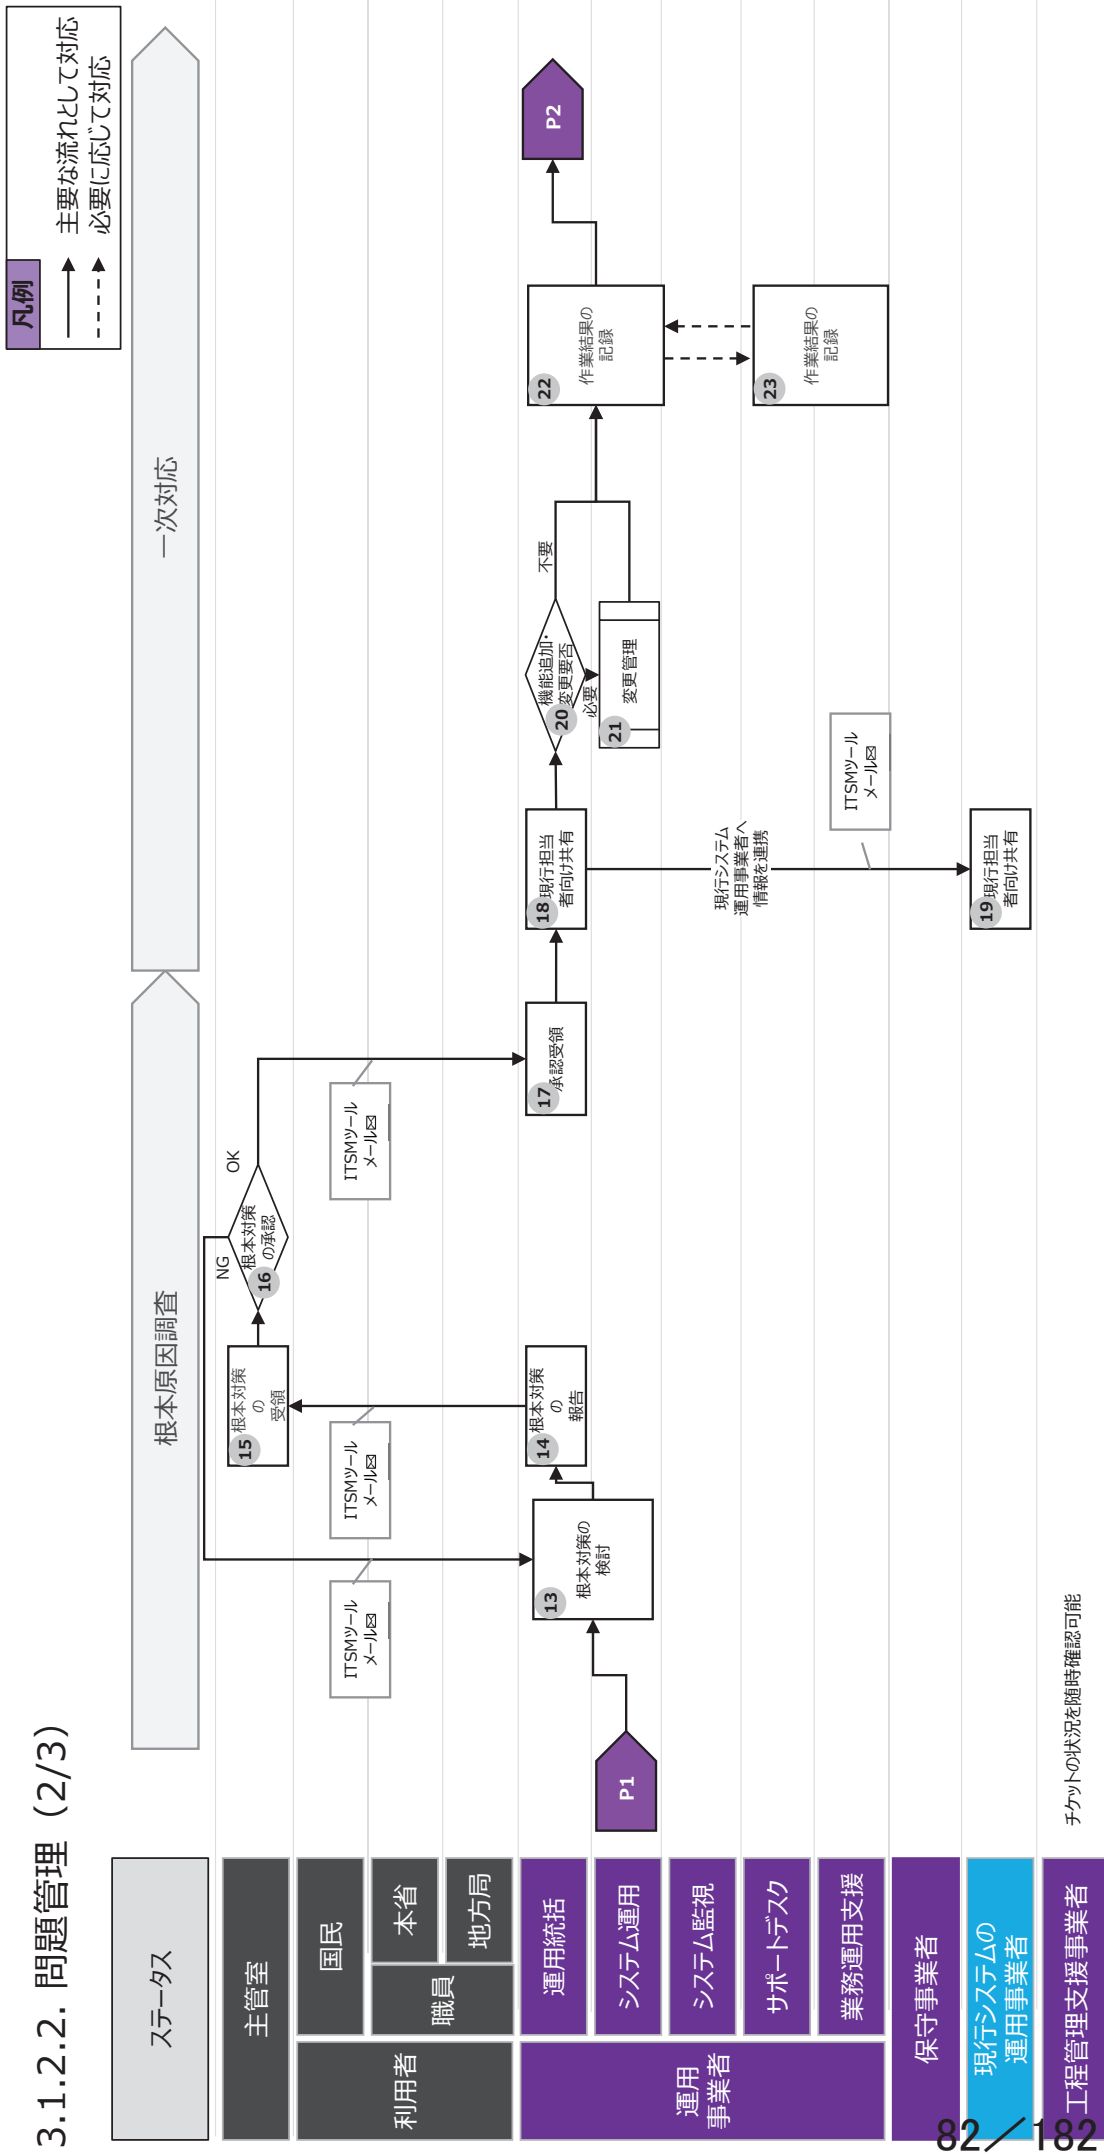 3.1.2.2. 問題管理（2/3）
凡例
主要な流れとして対応
必要に応じて対応
ステータス
根本原因調査
一次対応
主管室
利用者
国民
職員
本省
地方局
運用
事業者
運用統括
システム運用
システム監視
サポートデスク
業務運用支援
保守事業者
現行システムの
運用事業者
工程管理支援事業者
P1
13
根本対策の
検討
ITSMツール
メール✉
14
根本対策
の
報告
ITSMツール
メール✉
15
根本対策
の
受領
16
根本対策
の承認
NG
OK
ITSMツール
メール✉
17
承認受領
18
現行担当
者向け共有
現行システム
運用事業者へ
情報を連携
ITSMツール
メール✉
19
現行担当
者向け共有
20
機能追加・
変更要否
不要
必要
21
変更管理
22
作業結果の
記録
23
作業結果の
記録
P2
チケットの状況を随時確認可能
82／182